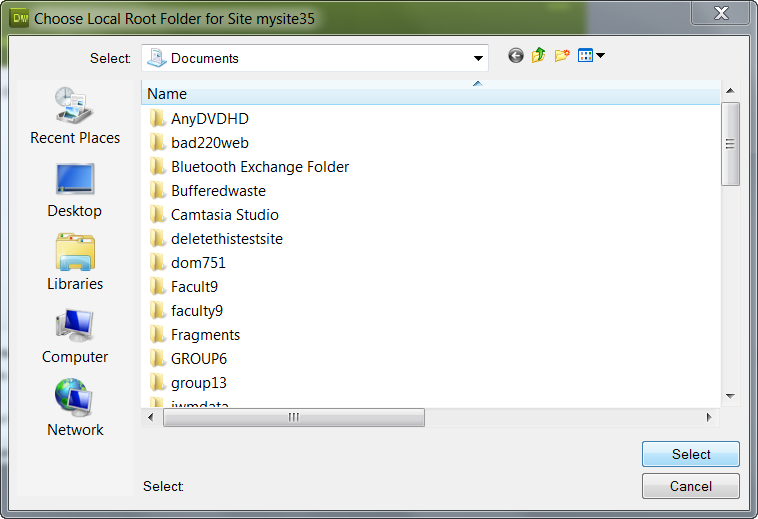 Dw Choose Local Root Folder for Site mysite35
Select: Documents
Name
Recent Places
Desktop
Libraries
Computer
Network
AnyDVDHD
bad220web
Bluetooth Exchange Folder
Bufferedwaste
Camtasia Studio
deletethistestsite
dom751
Facult9
faculty9
Fragments
GROUP6
group13
iwmdata
Select
Select:
Cancel